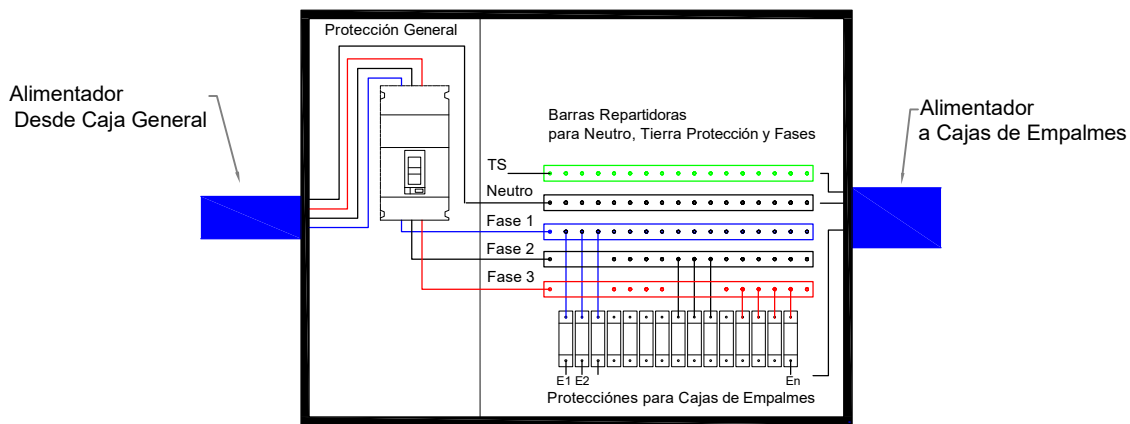 Protección General
Alimentador
Desde Caja General
Barras Repartidoras
para Neutro, Tierra Protección y Fases
Alimentador
a Cajas de Empalmes
TS
Neutro
Fase 1
Fase 2
Fase 3
E1 E2 En
Protecciónes para Cajas de Empalmes